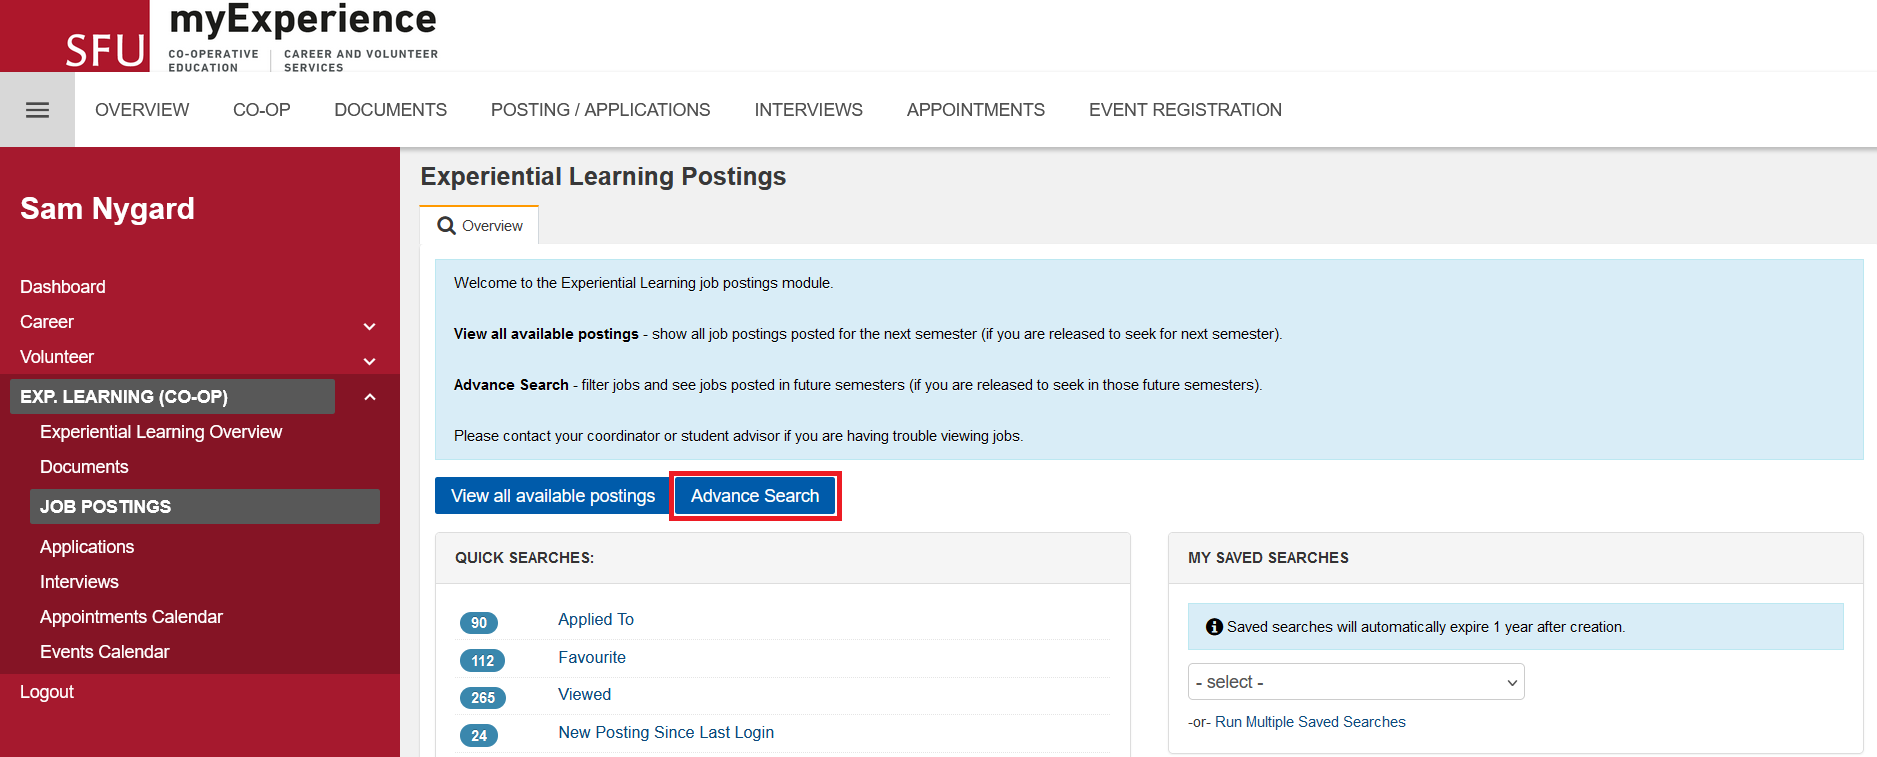 SFU
myExperience
CO-OPERATIVE EDUCATION
CAREER AND VOLUNTEER SERVICES
OVERVIEW
CO-OP
DOCUMENTS
POSTING / APPLICATIONS
INTERVIEWS
APPOINTMENTS
EVENT REGISTRATION
Sam Nygard
Dashboard
Career
Volunteer
EXP. LEARNING (CO-OP)
Experiential Learning Overview
Documents
JOB POSTINGS
Applications
Interviews
Appointments Calendar
Events Calendar
Logout
Experiential Learning Postings
Overview
Welcome to the Experiential Learning job postings module.
View all available postings - show all job postings posted for the next semester (if you are released to seek for next semester).
Advance Search - filter jobs and see jobs posted in future semesters (if you are released to seek in those future semesters).
Please contact your coordinator or student advisor if you are having trouble viewing jobs.
View all available postings
Advance Search
QUICK SEARCHES:
90 Applied To
112 Favourite
265 Viewed
24 New Posting Since Last Login
MY SAVED SEARCHES
Saved searches will automatically expire 1 year after creation.
- select -
-or- Run Multiple Saved Searches